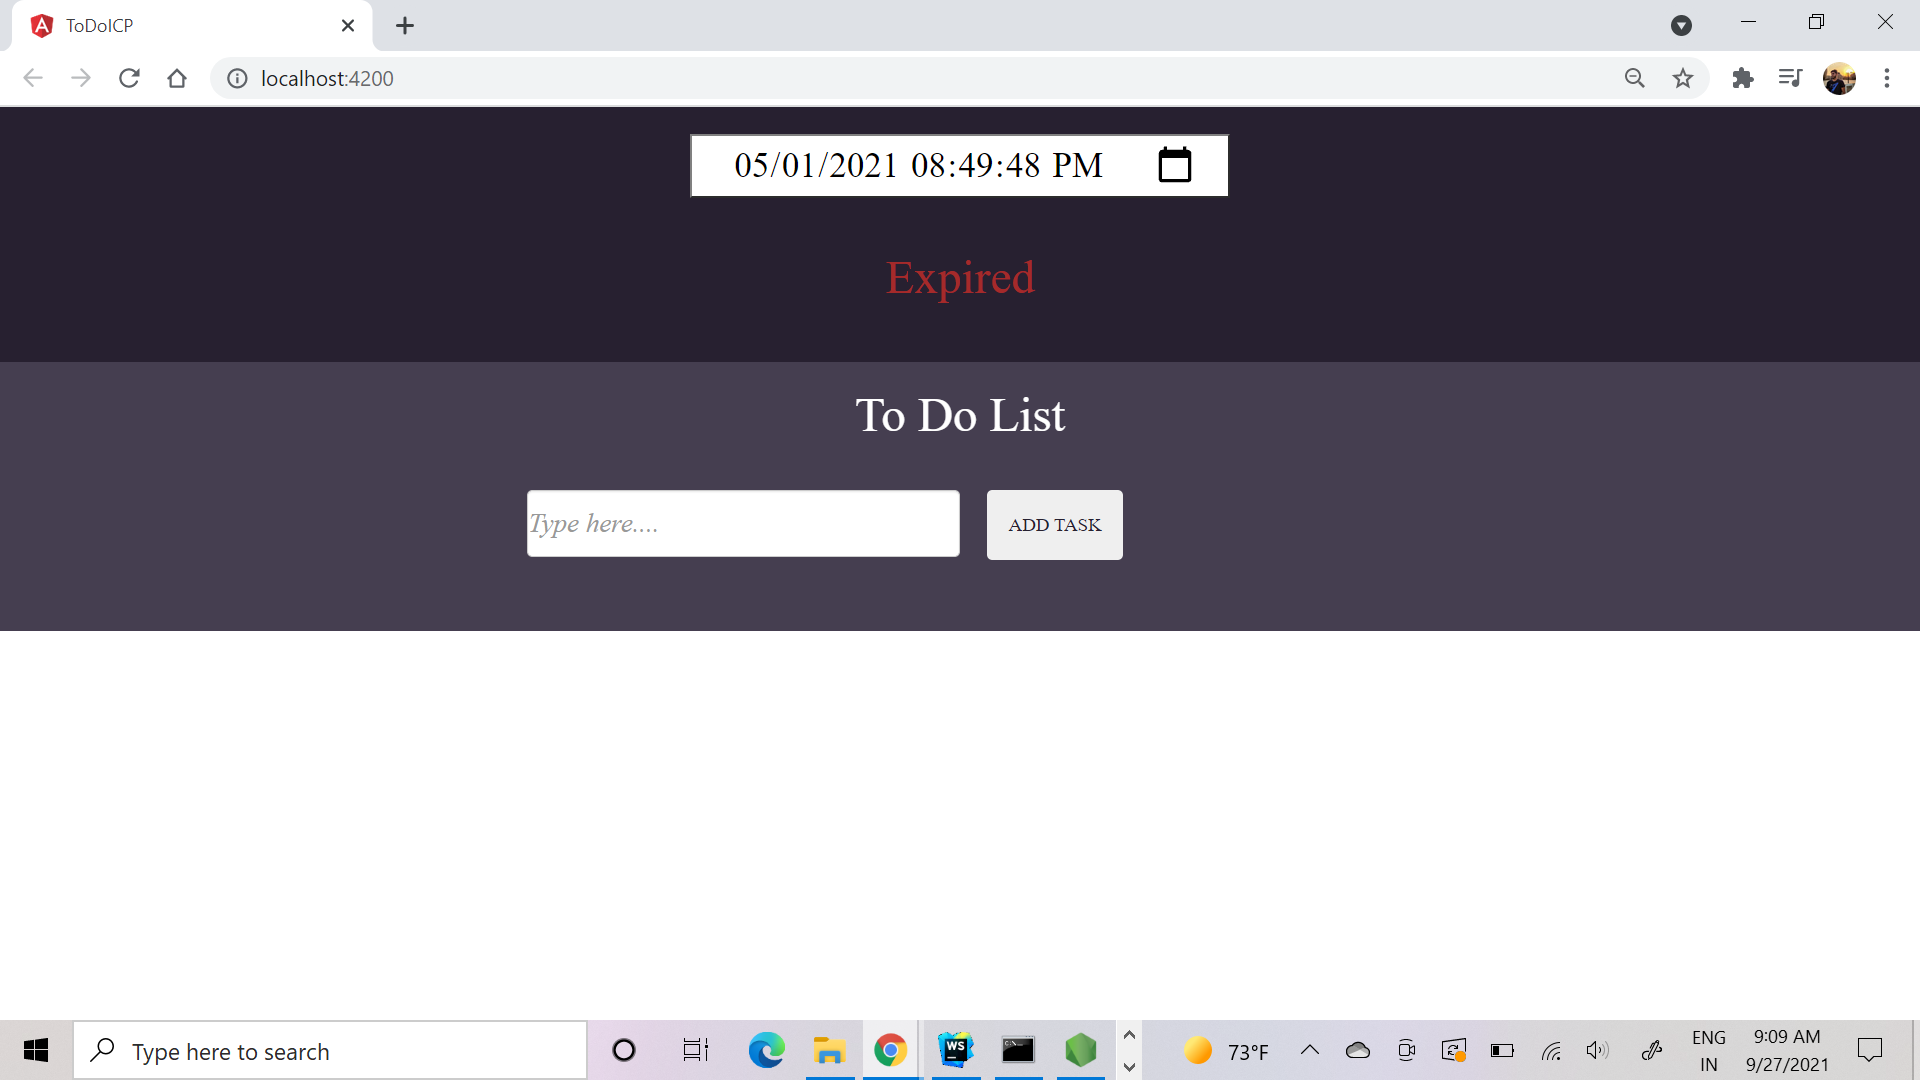 ToDoICP
localhost:4200
05/01/2021 08:49:48 PM
Expired
To Do List
Type here....
ADD TASK
Type here to search
WS
C:\_
73°F
ENG
IN
9:09 AM
9/27/2021